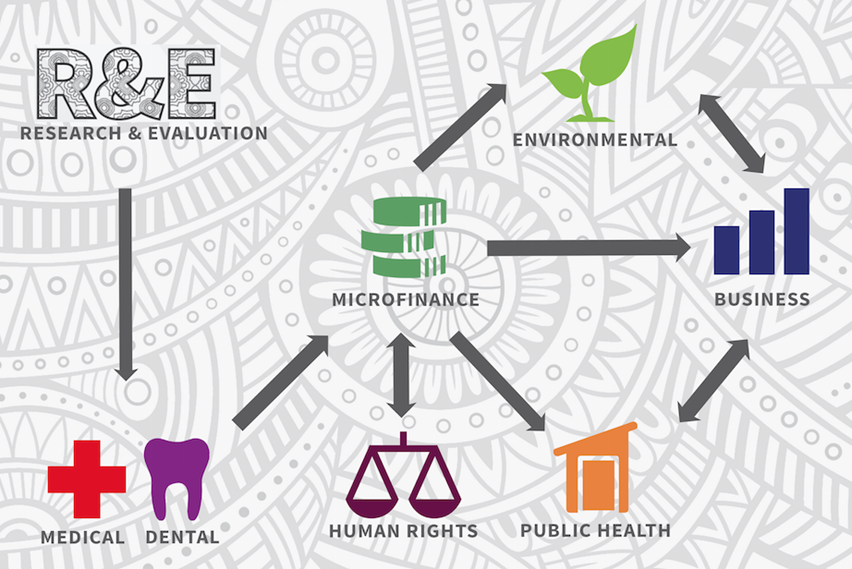 R&E
RESEARCH & EVALUATION
ENVIRONMENTAL
MICROFINANCE
BUSINESS
MEDICAL
DENTAL
HUMAN RIGHTS
PUBLIC HEALTH